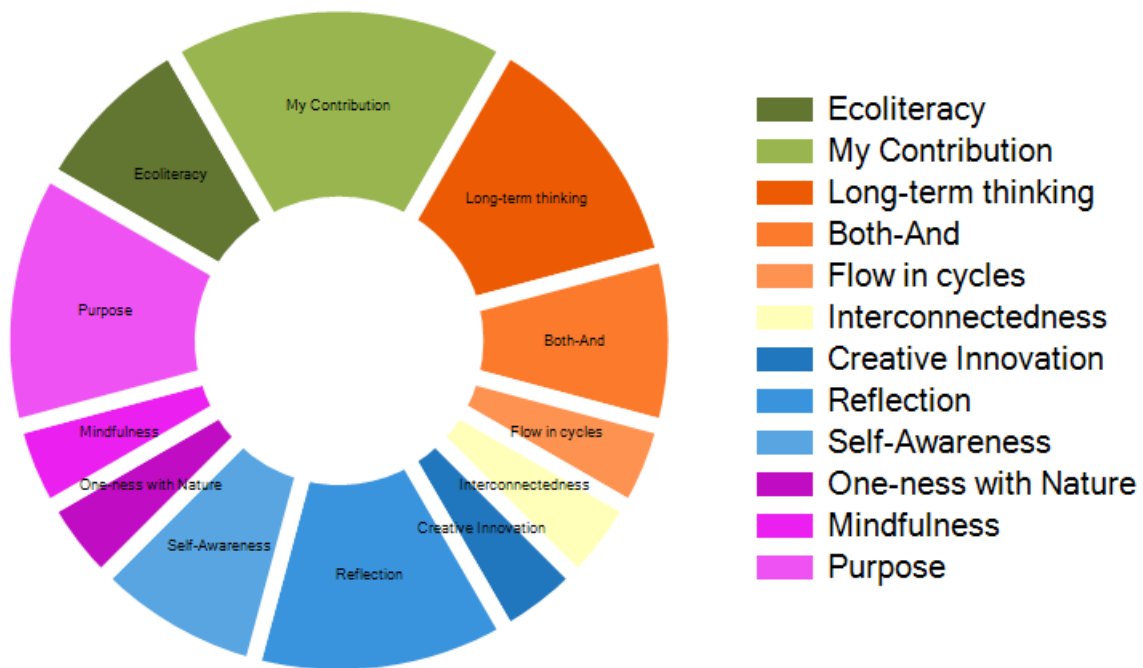 My Contribution
Ecoliteracy
Long-term thinking
Purpose
Both-And
Mindfulness
Flow in cycles
One-ness with Nature
Interconnectedness
Creative Innovation
Self-Awareness
Reflection
Ecoliteracy
My Contribution
Long-term thinking
Both-And
Flow in cycles
Interconnectedness
Creative Innovation
Reflection
Self-Awareness
One-ness with Nature
Mindfulness
Purpose